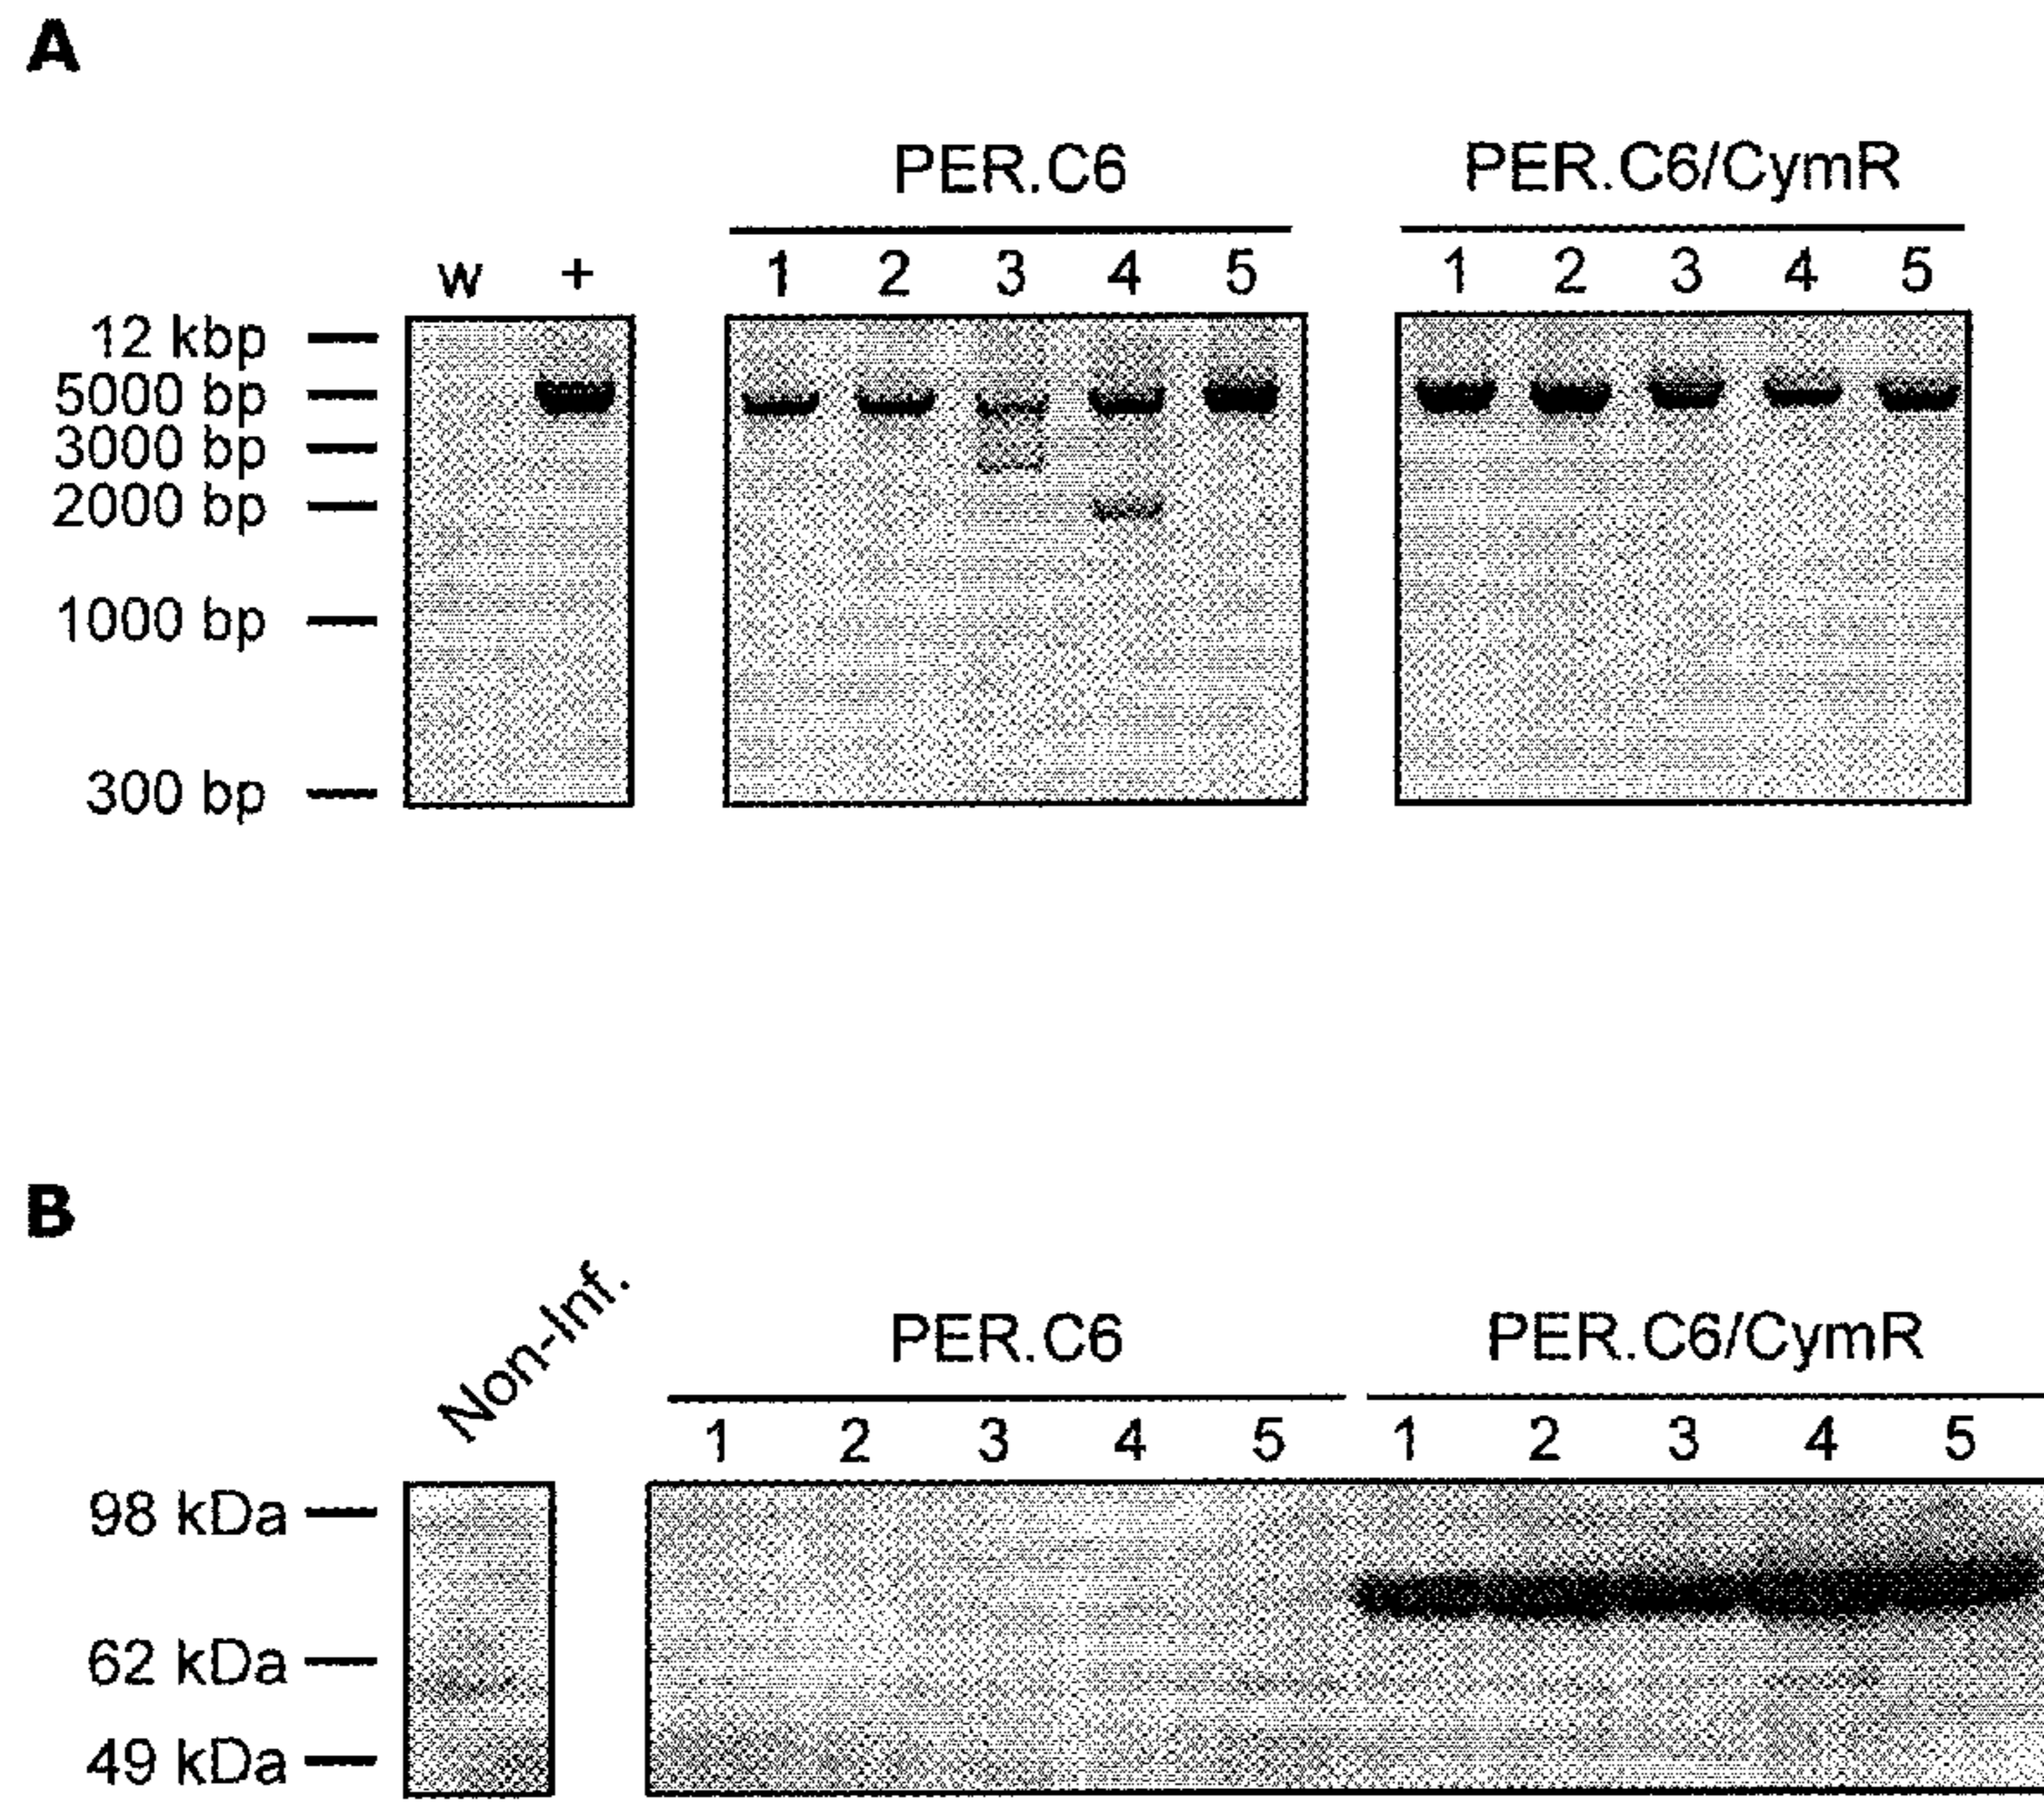 A
PER.C6 PER.C6/CymR
w + 1 2 3 4 5 1 2 3 4 5
12 kbp
5000 bp
3000 bp
2000 bp
1000 bp
300 bp
B
Non-Inf.
PER.C6 PER.C6/CymR
1 2 3 4 5 1 2 3 4 5
98 kDa
62 kDa
49 kDa